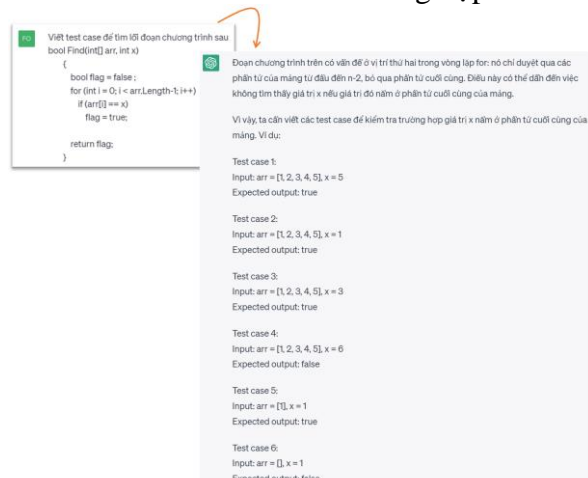 FO
Viết test case để tìm lỗi đoạn chương trình sau
bool Find(int[] arr, int x)
{
bool flag = false ;
for (int i = 0; i < arr.Length-1; i++)
if (arr[i] == x)
flag = true;
return flag;
}
Đoạn chương trình trên có vấn đề ở vị trí thứ hai trong vòng lặp for: nó chỉ duyệt qua các
phần tử của mảng từ đầu đến n-2, bỏ qua phần tử cuối cùng. Điều này có thể dẫn đến việc
không tìm thấy giá trị x nếu giá trị đó nằm ở phần tử cuối cùng của mảng.
Vì vậy, ta cần viết các test case để kiểm tra trường hợp giá trị x nằm ở phần tử cuối cùng của
mảng. Ví dụ:
Test case 1:
Input: arr = [1, 2, 3, 4, 5], x = 5
Expected output: true
Test case 2:
Input: arr = [1, 2, 3, 4, 5], x = 1
Expected output: true
Test case 3:
Input: arr = [1, 2, 3, 4, 5], x = 3
Expected output: true
Test case 4:
Input: arr = [1, 2, 3, 4, 5], x = 6
Expected output: false
Test case 5:
Input: arr = [1], x = 1
Expected output: true
Test case 6:
Input: arr = [], x = 1
Expected output: false